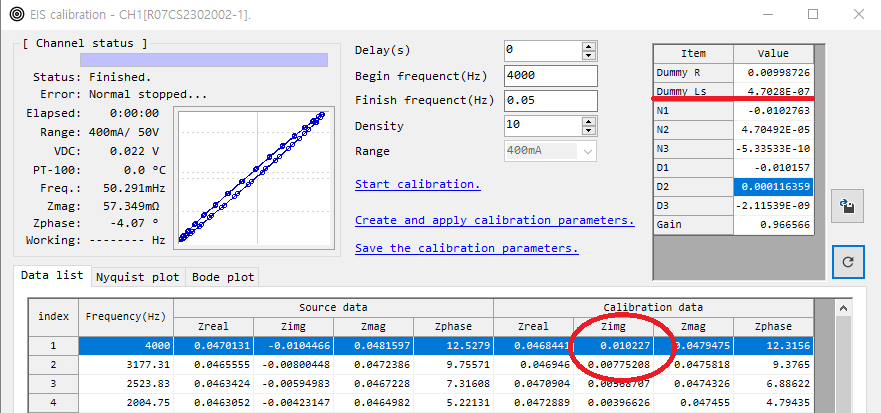 EIS calibration - CH1[R07CS2302002-1].
[ Channel status ]
Status: Finished.
Error: Normal stopped...
Elapsed: 0:00:00
Range: 400mA/ 50V
VDC: 0.022 V
PT-100: 0.0 °C
Freq.: 50.291mHz
Zmag: 57.349mΩ
Zphase: -4.07 °
Working: -------- Hz
Delay(s) 0
Begin frequenct(Hz) 4000
Finish frequenct(Hz) 0.05
Density 10
Range 400mA
Start calibration.
Create and apply calibration parameters.
Save the calibration parameters.
Item Value
Dummy R 0.00998726
Dummy Ls 4.7028E-07
N1 -0.0102763
N2 4.70492E-05
N3 -5.33533E-10
D1 -0.010157
D2 0.000116359
D3 -2.11539E-09
Gain 0.966566
Data list Nyquist plot Bode plot
index Frequency(Hz) Source data Calibration data
Zreal Zimg Zmag Zphase Zreal Zimg Zmag Zphase
1 4000 0.0470131 -0.0104466 0.0481597 12.5279 0.0468441 0.010227 0.0479475 12.3156
2 3177.31 0.0465555 -0.00800448 0.0472386 9.75571 0.046946 0.00775208 0.0475818 9.3765
3 2523.83 0.0463424 -0.00594983 0.0467228 7.31608 0.0470904 0.0474326 6.88622
4 2004.75 0.0463052 -0.00423147 0.0464982 5.22131 0.0472889 0.00396626 0.047455 4.79435